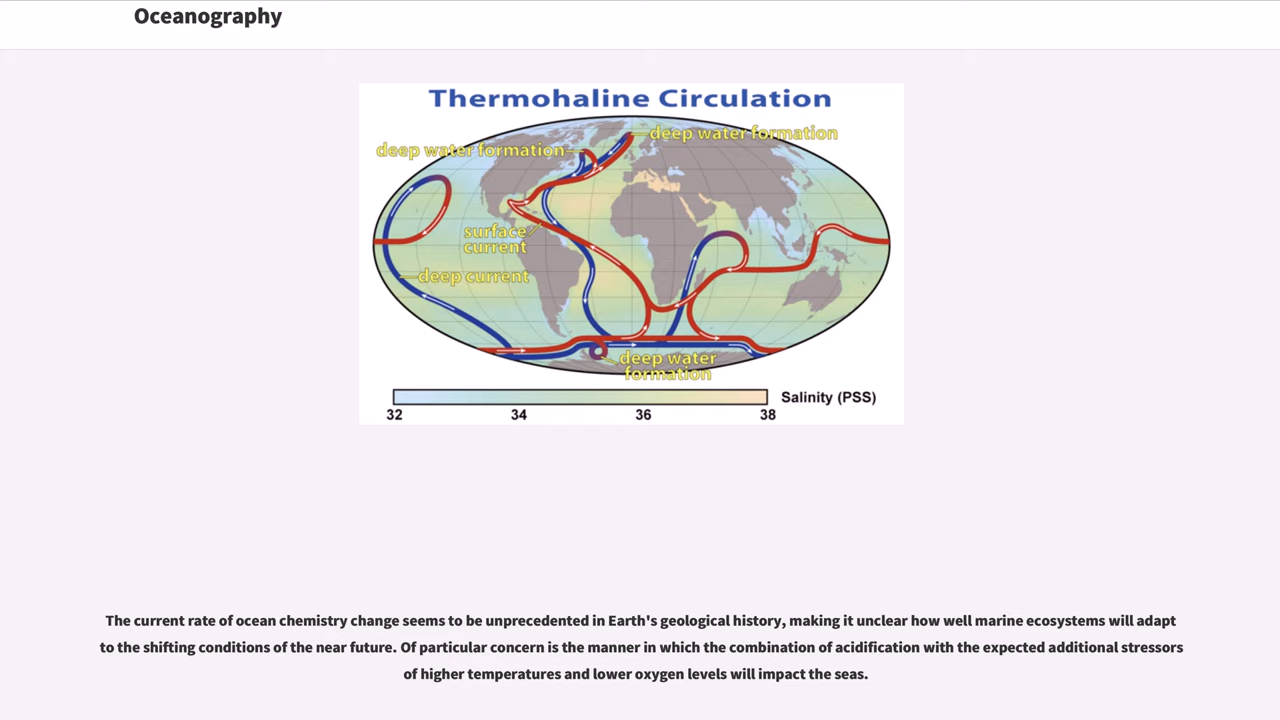 Oceanography
Thermohaline Circulation
deep water formation
deep water formation
surface
current
deep current
deep water
formation
Salinity (PSS)
32 34 36 38
The current rate of ocean chemistry change seems to be unprecedented in Earth's geological history, making it unclear how well marine ecosystems will adapt
to the shifting conditions of the near future. Of particular concern is the manner in which the combination of acidification with the expected additional stressors
of higher temperatures and lower oxygen levels will impact the seas.